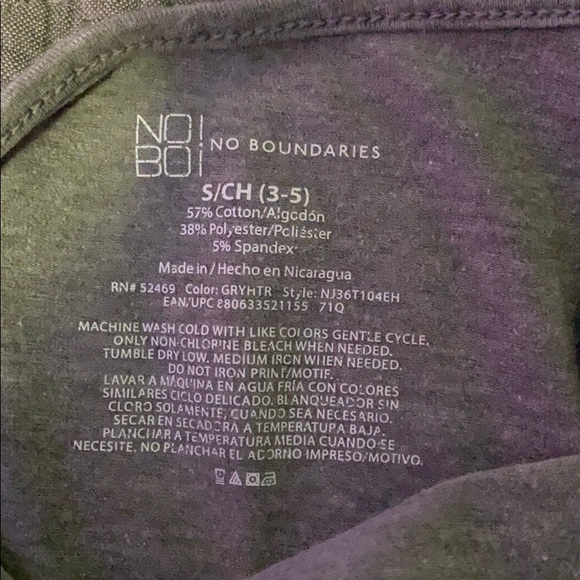 NO!
BOi
NO BOUNDARIES
S/CH (3-5)
57% Cotton/Algodón
38% Polyester/Poliéster
5% Spandex
Made in / Hecho en Nicaragua
RN# 52469 Color: GRYHTR Style: NJ36T104EH
EAN/UPC 880633521155 71Q
MACHINE WASH COLD WITH LIKE COLORS GENTLE CYCLE.
ONLY NON-CHLORINE BLEACH WHEN NEEDED.
TUMBLE DRY LOW. MEDIUM IRON WHEN NEEDED.
DO NOT IRON PRINT/MOTIF.
LAVAR A MÁQUINA EN AGUA FRÍA CON COLORES
SIMILARES CICLO DELICADO. BLANQUEADOR SIN
CLORO SOLAMENTE, CUANDO SEA NECESARIO.
SECAR EN SECADORA A TEMPERATURA BAJA.
PLANCHAR A TEMPERATURA MEDIA CUANDO SE
NECESITE. NO PLANCHAR EL ADORNO IMPRESO/MOTIVO.